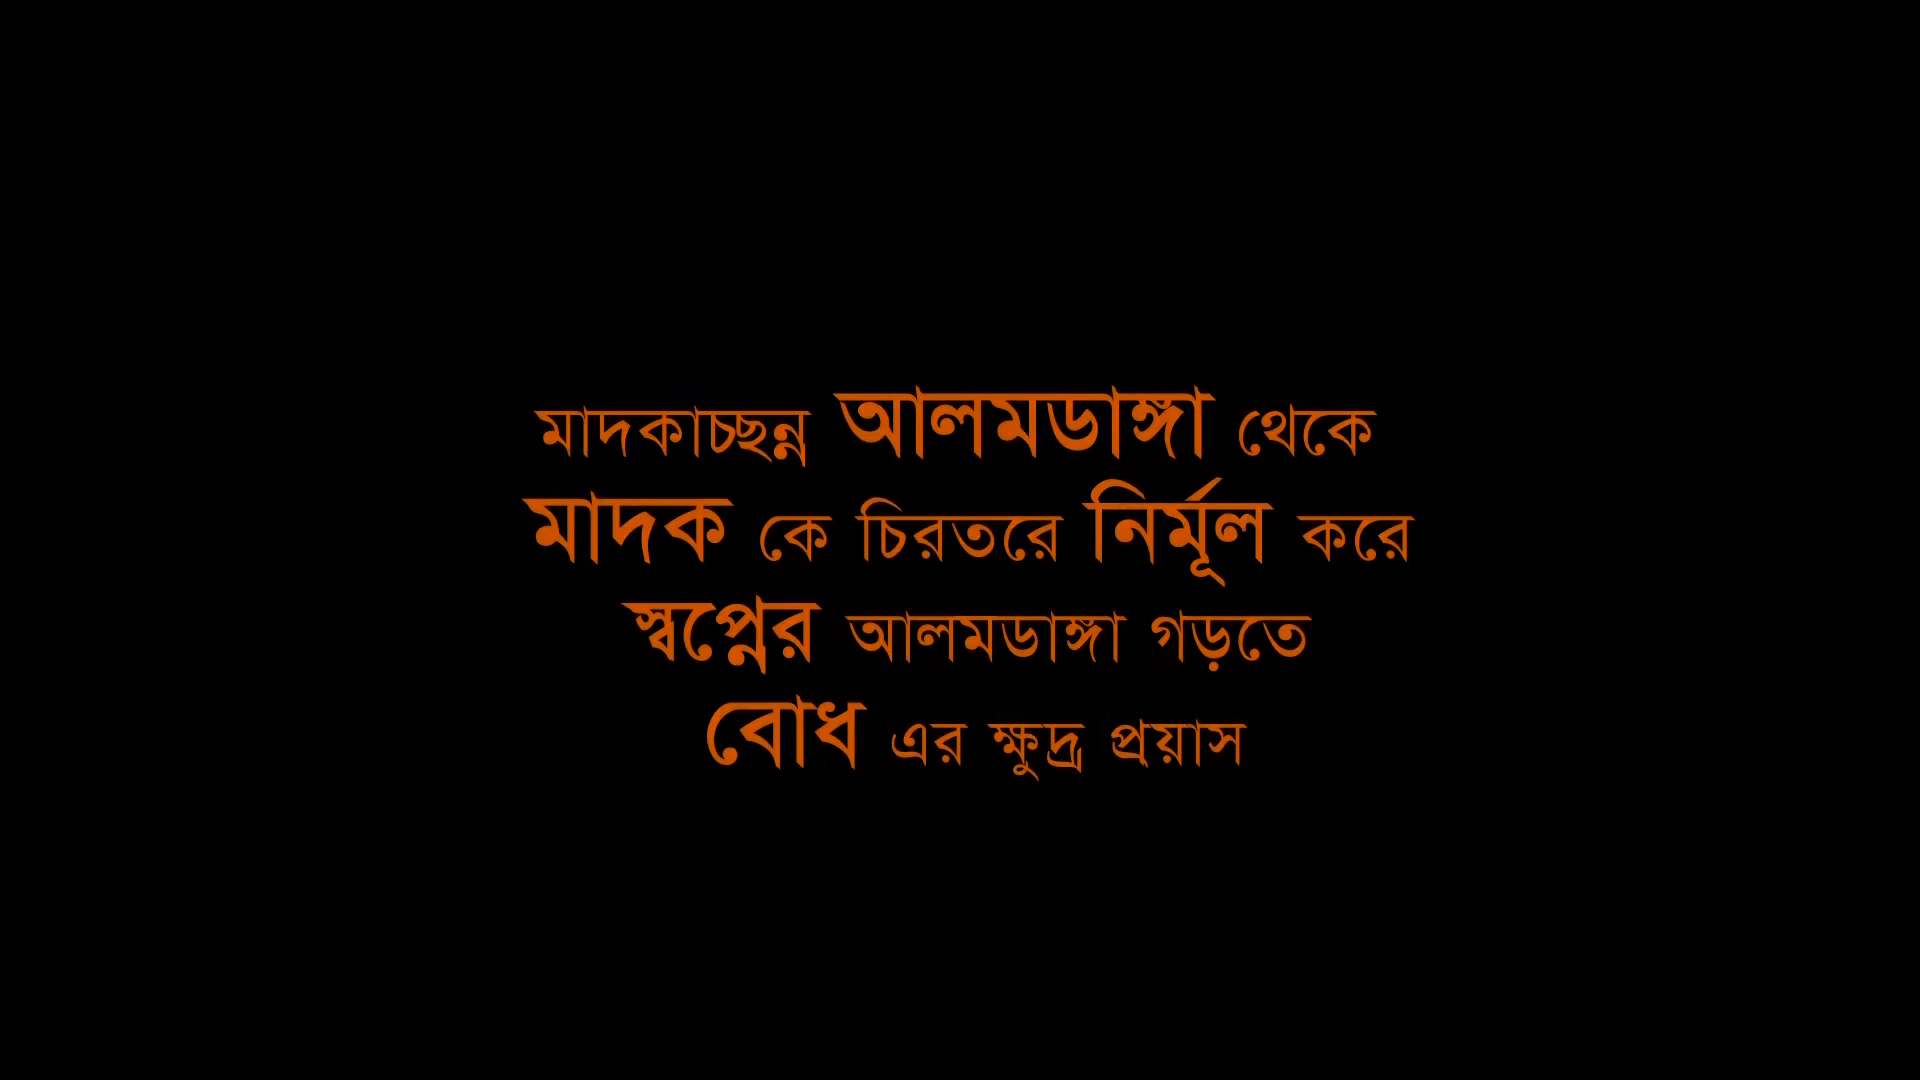 মাদকাচ্ছন্ন আলমডাঙ্গা থেকে
মাদক কে চিরতরে নির্মূল করে
স্বপ্নের আলমডাঙ্গা গড়তে
বোধ এর ক্ষুদ্র প্রয়াস